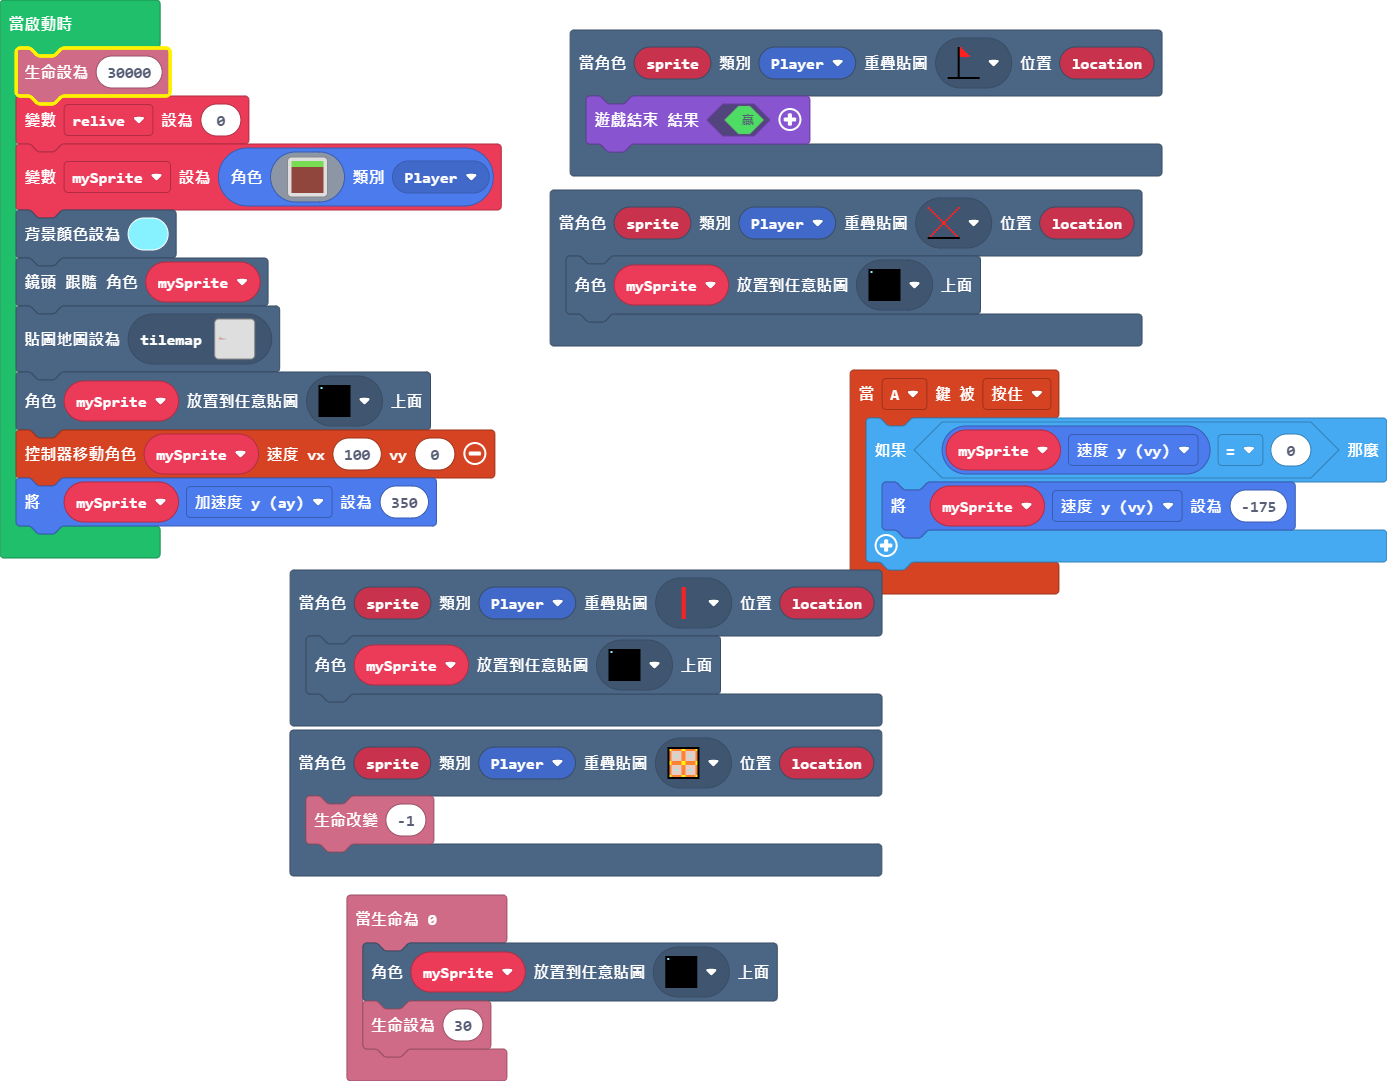 當啟動時
生命設為 30000
變數 relive 設為 0
變數 mySprite 設為 角色 類別 Player
背景顏色設為
鏡頭 跟隨 角色 mySprite
貼圖地圖設為 tilemap
角色 mySprite 放置到任意貼圖 上面
控制器移動角色 mySprite 速度 vx 100 vy 0
將 mySprite 加速度 y (ay) 設為 350
當角色 sprite 類別 Player 重疊貼圖 位置 location
遊戲結束 結果 贏
當角色 sprite 類別 Player 重疊貼圖 位置 location
角色 mySprite 放置到任意貼圖 上面
當 A 鍵 被 按住
如果 mySprite 速度 y (vy) = 0 那麼
將 mySprite 速度 y (vy) 設為 -175
當角色 sprite 類別 Player 重疊貼圖 位置 location
角色 mySprite 放置到任意貼圖 上面
當角色 sprite 類別 Player 重疊貼圖 位置 location
生命改變 -1
當生命為 0
角色 mySprite 放置到任意貼圖 上面
生命設為 30